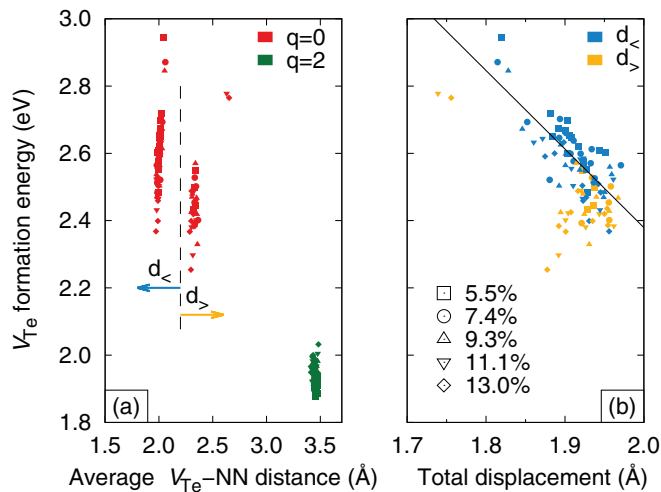 3.0
2.8
2.6
2.4
2.2
2.0
1.8
V_Te formation energy (eV)
q=0
q=2
d<
d>
(a)
1.5 2.0 2.5 3.0 3.5
Average V_Te−NN distance (Å)
d<
d>
5.5%
7.4%
9.3%
11.1%
13.0%
(b)
1.7 1.8 1.9 2.0
Total displacement (Å)